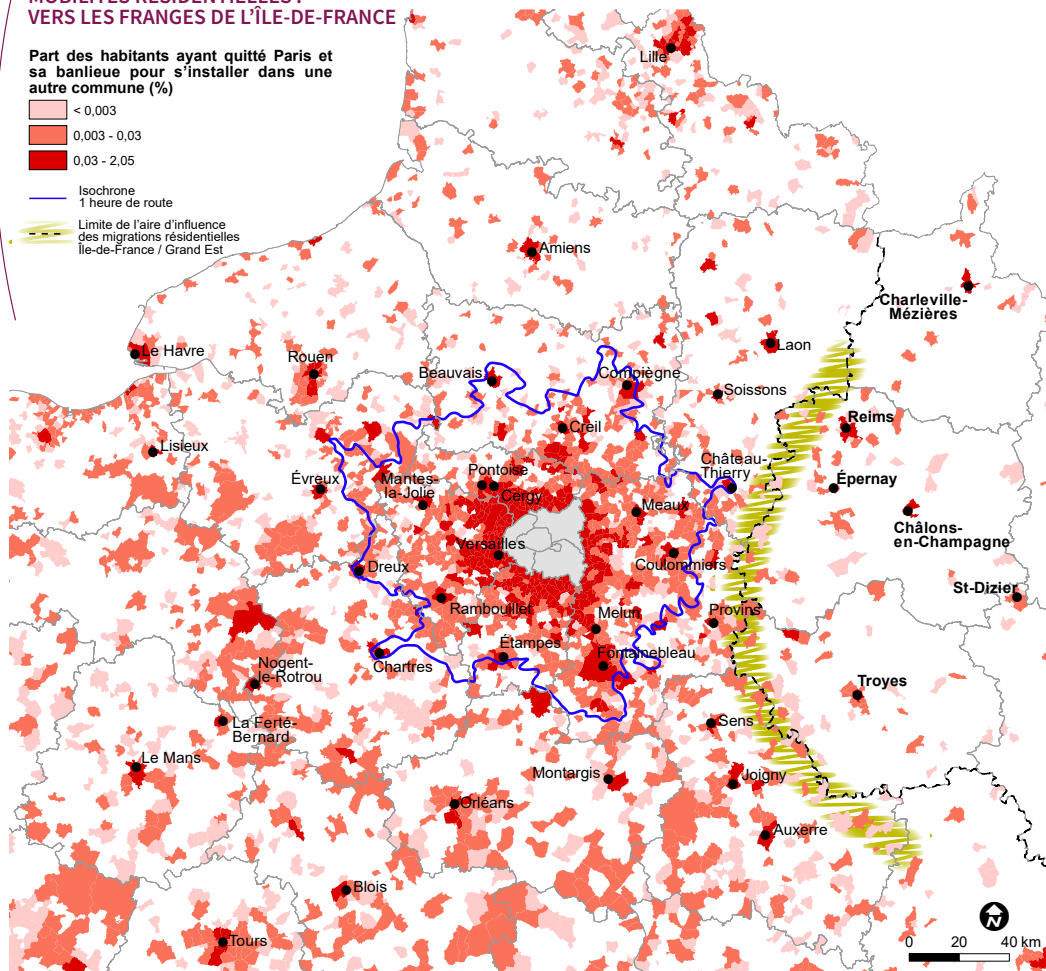 MOBILITÉS RÉSIDENTIELLES :
VERS LES FRANGES DE L'ÎLE-DE-FRANCE
Part des habitants ayant quitté Paris et
sa banlieue pour s'installer dans une
autre commune (%)
< 0,003
0,003 - 0,03
0,03 - 2,05
Isochrone
1 heure de route
Limite de l'aire d'influence
des migrations résidentielles
Île-de-France / Grand Est
Lille
Amiens
Charleville-
Mézières
Le Havre
Rouen
Laon
Beauvais
Compiègne
Soissons
Creil
Reims
Lisieux
Château-
Thierry
Évreux
Mantes-
la-Jolie
Pontoise
Cergy
Meaux
Épernay
Châlons-
en-Champagne
Versailles
Coulommiers
Dreux
St-Dizier
Rambouillet
Melun
Provins
Étampes
Chartres
Fontainebleau
Nogent-
le-Rotrou
Troyes
La Ferté-
Bernard
Sens
Le Mans
Montargis
Joigny
Orléans
Auxerre
Blois
Tours
N
0 20 40 km